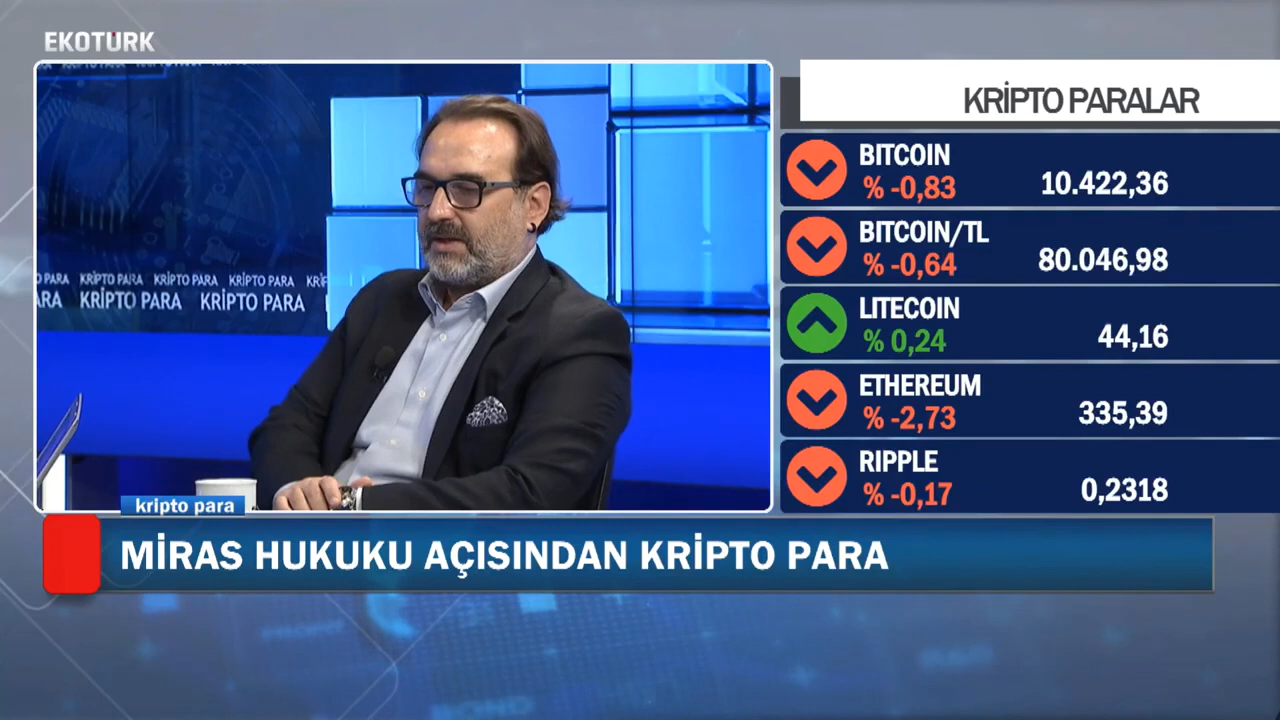 EKOTÜRK
KRİPTO PARA KRİPTO PARA KRİPTO PARA
KRİPTO PARA KRİPTO PARA
KRİPTO PARALAR
BITCOIN
% -0,83 10.422,36
BITCOIN/TL
% -0,64 80.046,98
LITECOIN
% 0,24 44,16
ETHEREUM
% -2,73 335,39
RIPPLE
% -0,17 0,2318
kripto para
MİRAS HUKUKU AÇISINDAN KRİPTO PARA